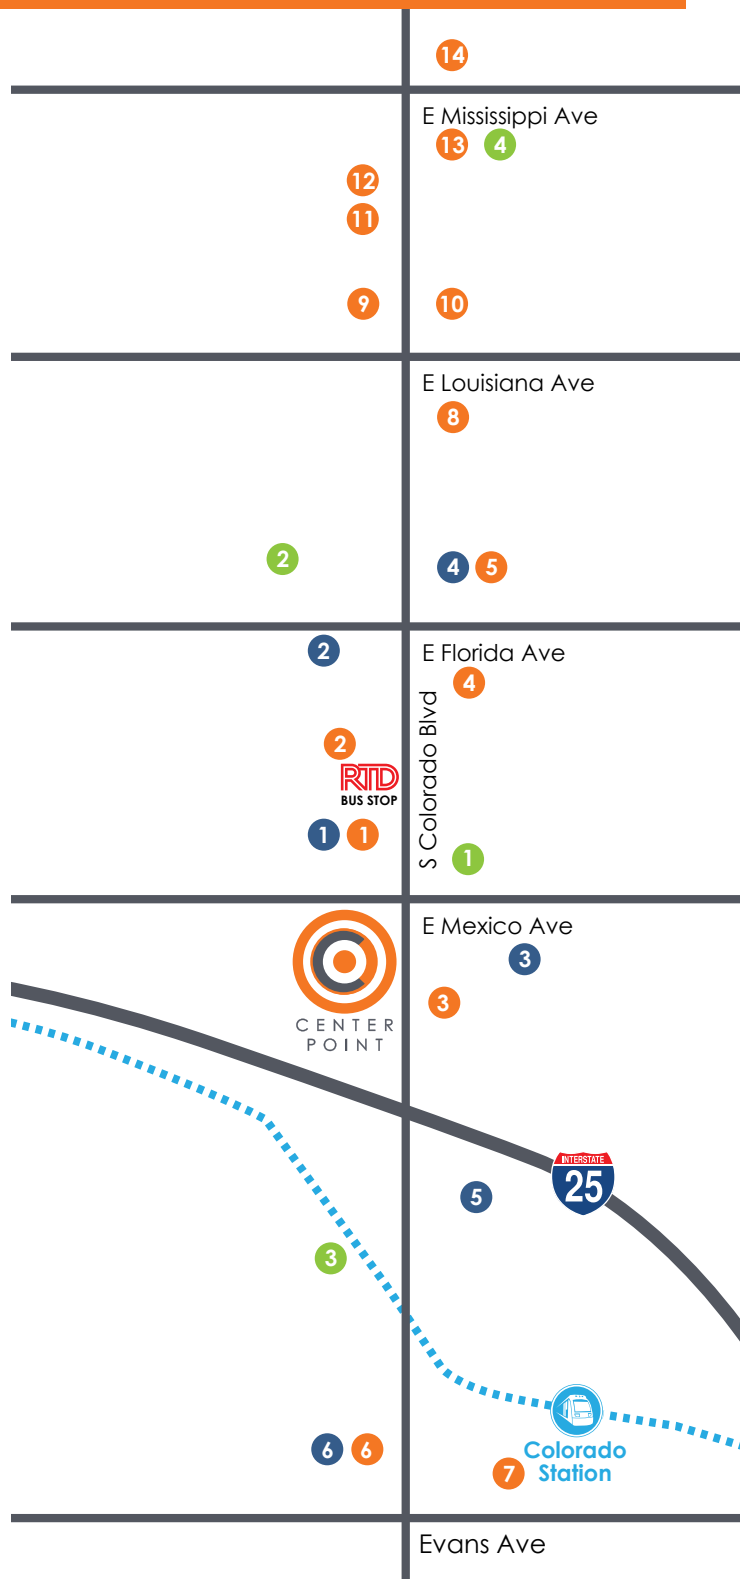 14
E Mississippi Ave
13 4
12
11
9 10
E Louisiana Ave
8
2
4 5
2
E Florida Ave
4
S Colorado Blvd
2
RTD
BUS STOP
1 1
1
E Mexico Ave
3
3
CENTER
POINT
INTERSTATE
25
5
3
6 6
Colorado
Station
7
Evans Ave